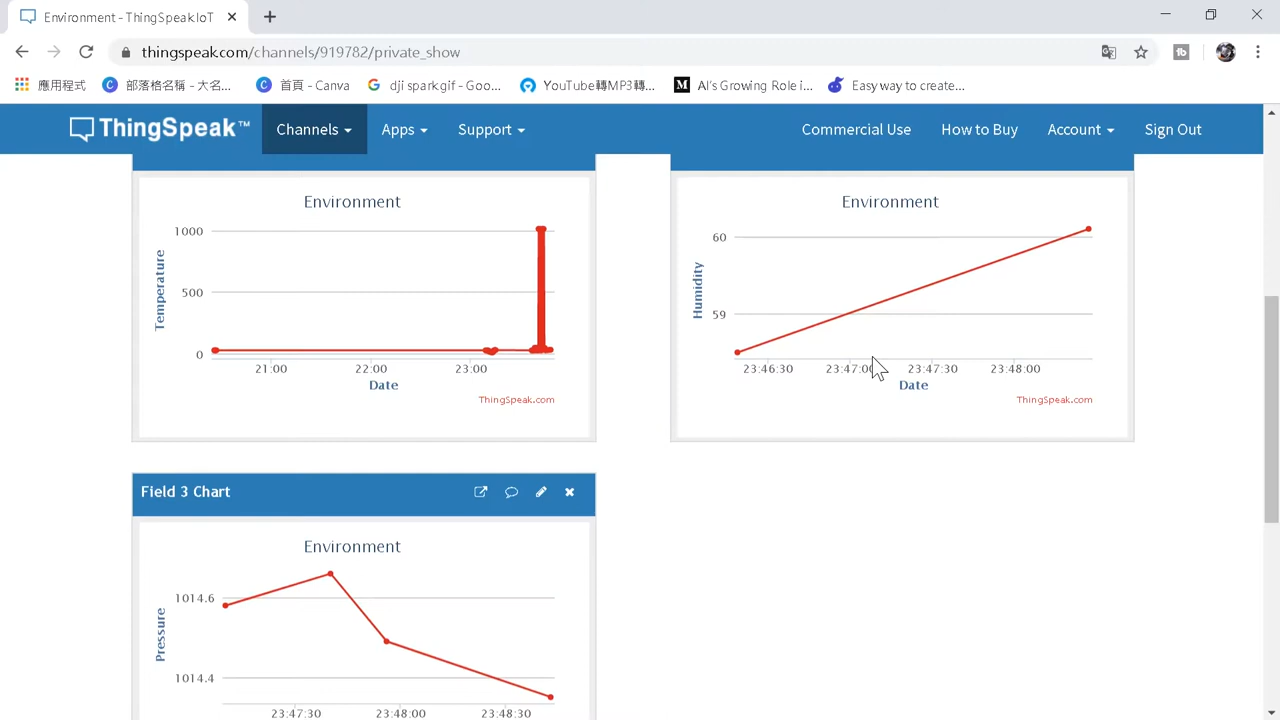 Environment - ThingSpeak IoT
thingspeak.com/channels/919782/private_show
應用程式
部落格名稱 - 大名...
首頁 - Canva
dji spark gif - Goo...
YouTube轉MP3轉...
AI's Growing Role i...
Easy way to create...
ThingSpeak™
Channels
Apps
Support
Commercial Use
How to Buy
Account
Sign Out
Environment
1000
500
0
Temperature
21:00
22:00
23:00
Date
ThingSpeak.com
Environment
60
59
Humidity
23:46:30
23:47:00
23:47:30
23:48:00
Date
ThingSpeak.com
Field 3 Chart
Environment
1014.6
1014.4
Pressure
23:47:30
23:48:00
23:48:30